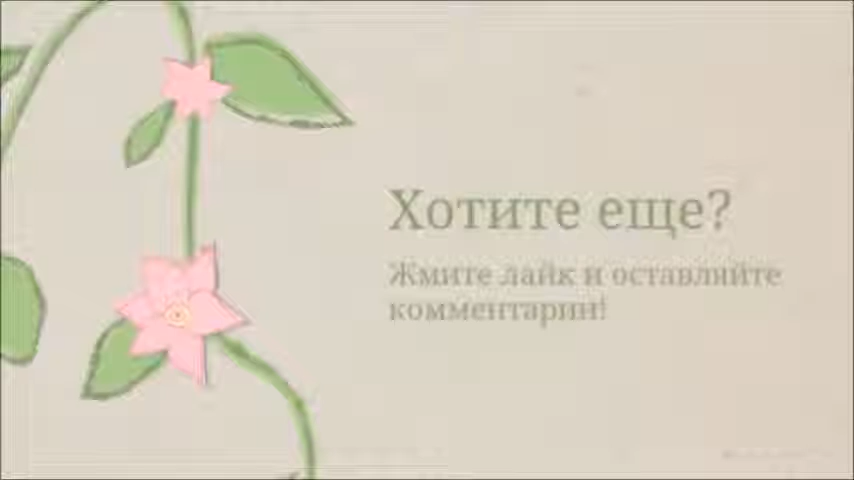 Хотите еще?
Жмите лайк и оставляйте
комментарии!